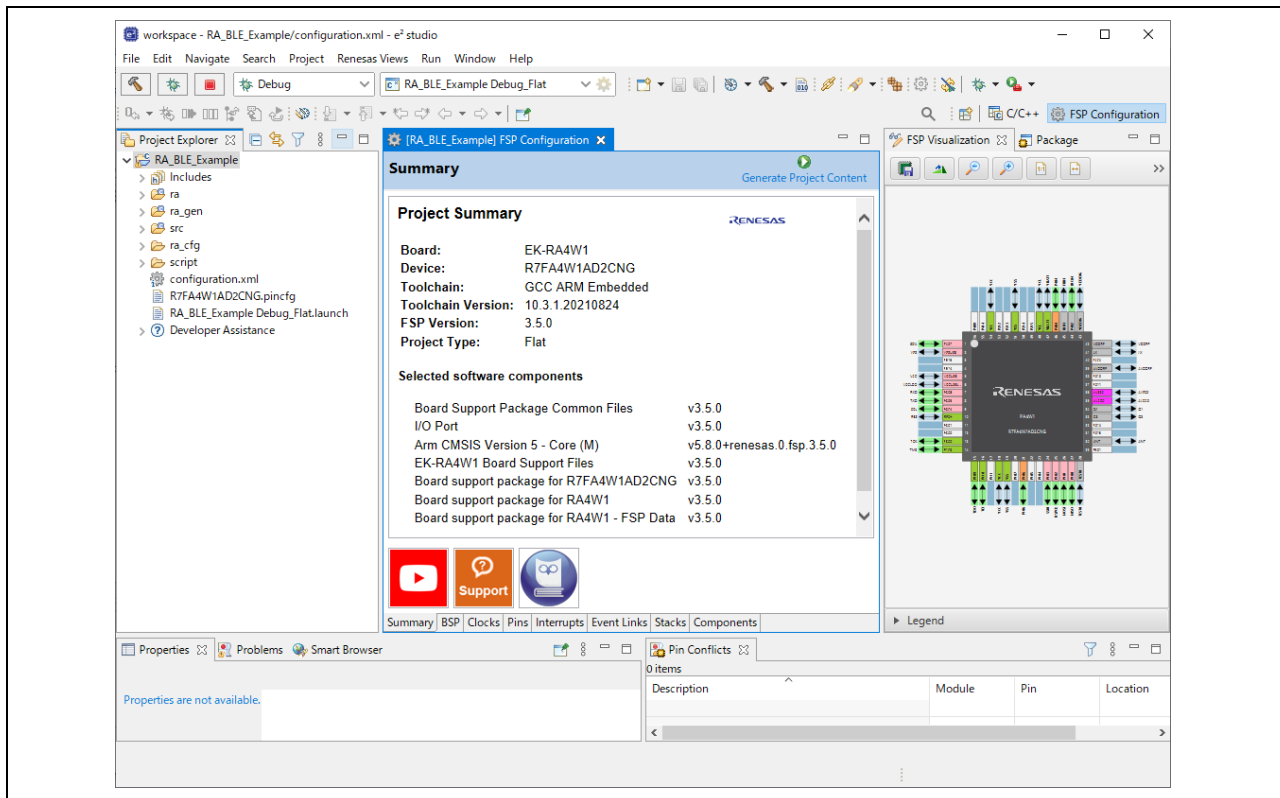 workspace - RA_BLE_Example/configuration.xml - e² studio
File Edit Navigate Search Project Renesas Views Run Window Help
Debug
RA_BLE_Example Debug_Flat
C/C++ FSP Configuration
Project Explorer
RA_BLE_Example
Includes
ra
ra_gen
src
ra_cfg
script
configuration.xml
R7FA4W1AD2CNG.pincfg
RA_BLE_Example Debug_Flat.launch
Developer Assistance
[RA_BLE_Example] FSP Configuration
Summary
Generate Project Content
Project Summary
RENESAS
Board: EK-RA4W1
Device: R7FA4W1AD2CNG
Toolchain: GCC ARM Embedded
Toolchain Version: 10.3.1.20210824
FSP Version: 3.5.0
Project Type: Flat
Selected software components
Board Support Package Common Files v3.5.0
I/O Port v3.5.0
Arm CMSIS Version 5 - Core (M) v5.8.0+renesas.0.fsp.3.5.0
EK-RA4W1 Board Support Files v3.5.0
Board support package for R7FA4W1AD2CNG v3.5.0
Board support package for RA4W1 v3.5.0
Board support package for RA4W1 - FSP Data v3.5.0
Support
Summary BSP Clocks Pins Interrupts Event Links Stacks Components
FSP Visualization Package
RENESAS
RA4W1
R7FA4W1AD2CNG
Legend
Properties Problems Smart Browser
Properties are not available.
Pin Conflicts
0 items
Description Module Pin Location